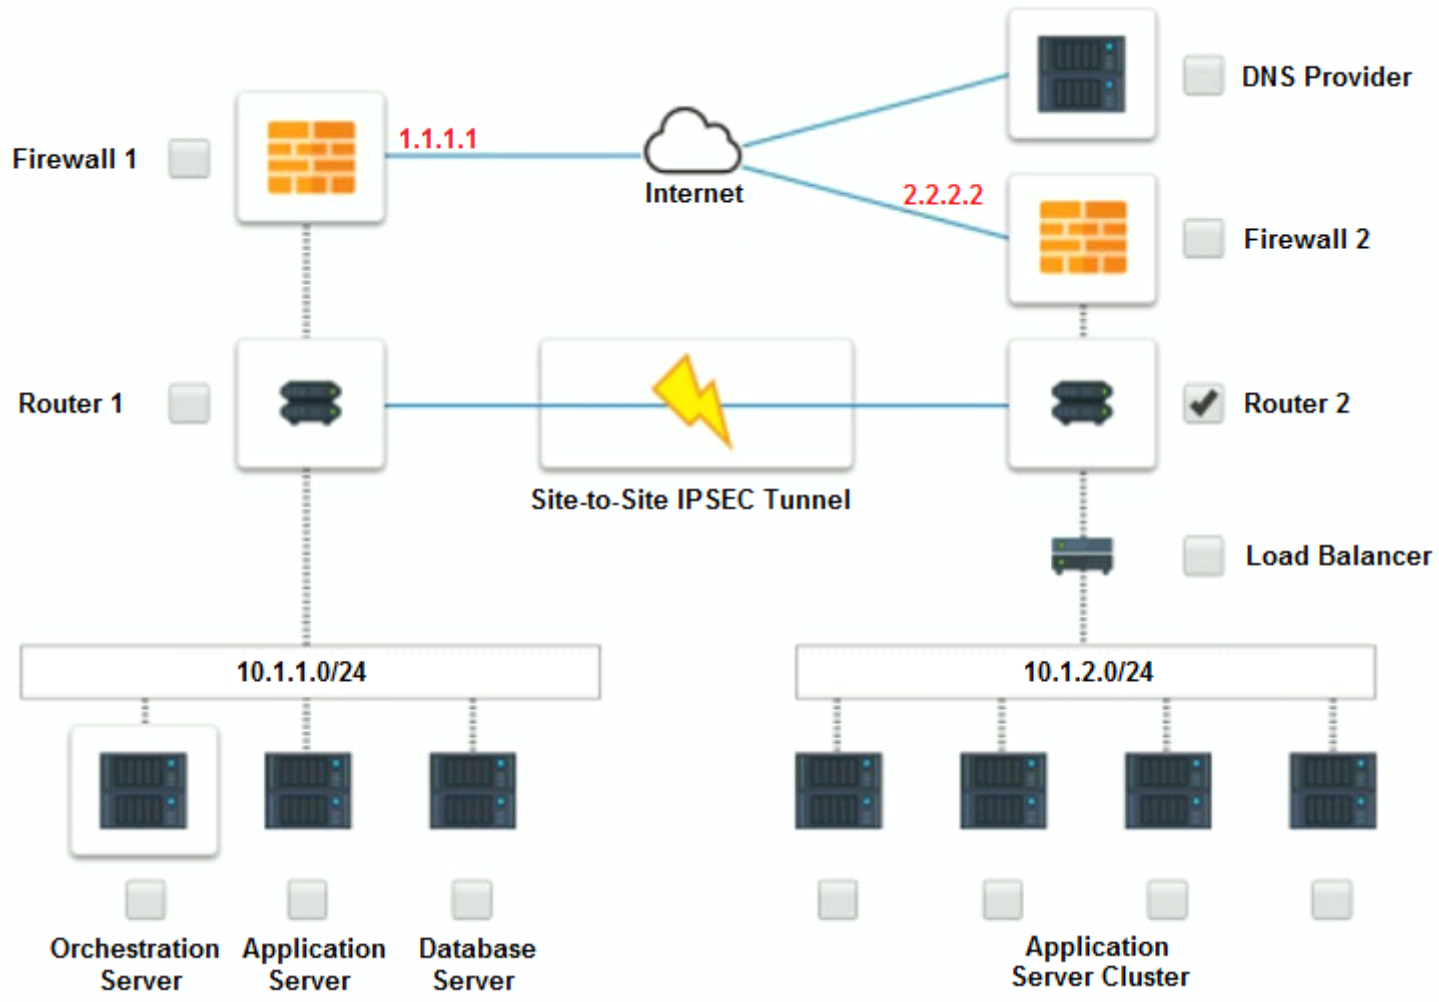 DNS Provider
Firewall 1
1.1.1.1
Internet
2.2.2.2
Firewall 2
Router 1
Router 2
Site-to-Site IPSEC Tunnel
Load Balancer
10.1.1.0/24
10.1.2.0/24
Orchestration
Server
Application
Server
Database
Server
Application
Server Cluster